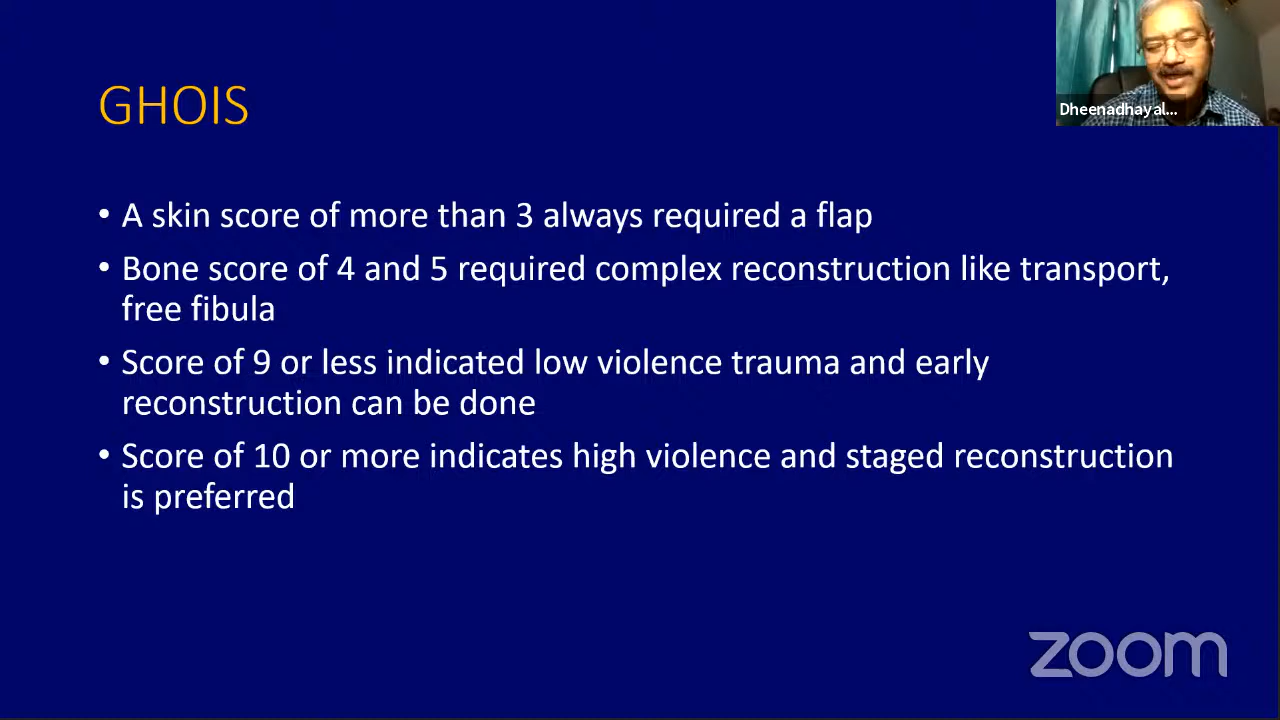 GHOIS
Dheenadhayal...
• A skin score of more than 3 always required a flap
• Bone score of 4 and 5 required complex reconstruction like transport,
free fibula
• Score of 9 or less indicated low violence trauma and early
reconstruction can be done
• Score of 10 or more indicates high violence and staged reconstruction
is preferred
zoom